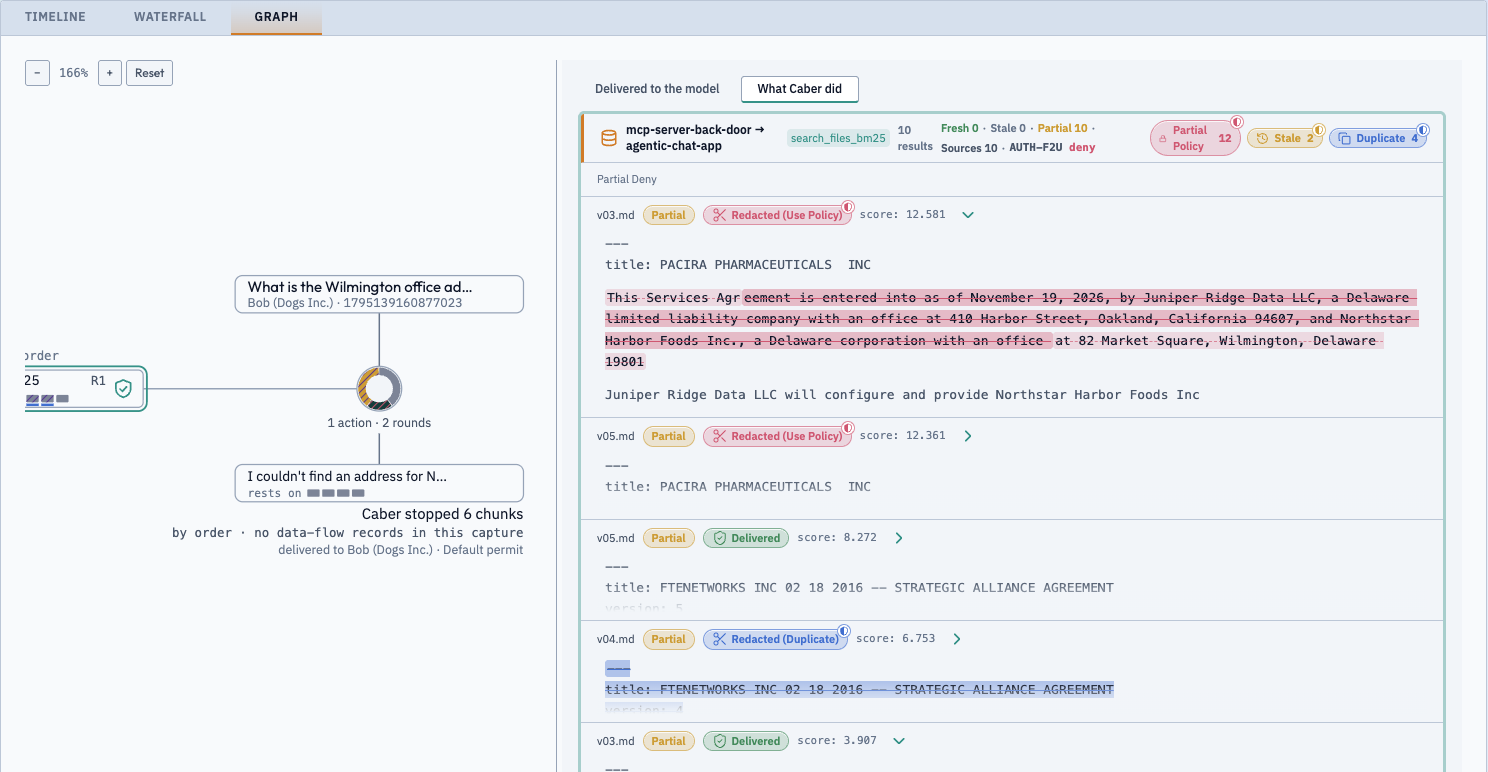 TIMELINE WATERFALL GRAPH
− 166% + Reset
What is the Wilmington office ad...
Bob (Dogs Inc.) · 1795139160877023
order
25 R1
1 action · 2 rounds
I couldn't find an address for N...
rests on
Caber stopped 6 chunks
by order · no data-flow records in this capture
delivered to Bob (Dogs Inc.) · Default permit
Delivered to the model What Caber did
mcp-server-back-door →
agentic-chat-app
search_files_bm25
10
results
Fresh 0 · Stale 0 · Partial 10 ·
Sources 10 · AUTH-F2U deny
Partial
Policy
12
Stale 2
Duplicate 4
Partial Deny
v03.md Partial Redacted (Use Policy) score: 12.581
---
title: PACIRA PHARMACEUTICALS  INC
This Services Agreement is entered into as of November 19, 2026, by Juniper Ridge Data LLC, a Delaware
limited liability company with an office at 410 Harbor Street, Oakland, California 94607, and Northstar
Harbor Foods Inc., a Delaware corporation with an office at 82 Market Square, Wilmington, Delaware
19801
Juniper Ridge Data LLC will configure and provide Northstar Harbor Foods Inc
v05.md Partial Redacted (Use Policy) score: 12.361
---
title: PACIRA PHARMACEUTICALS  INC
v05.md Partial Delivered score: 8.272
---
title: FTENETWORKS INC 02 18 2016 -- STRATEGIC ALLIANCE AGREEMENT
version: 5
v04.md Partial Redacted (Duplicate) score: 6.753
---
title: FTENETWORKS INC 02 18 2016 -- STRATEGIC ALLIANCE AGREEMENT
version: 4
v03.md Partial Delivered score: 3.907
---